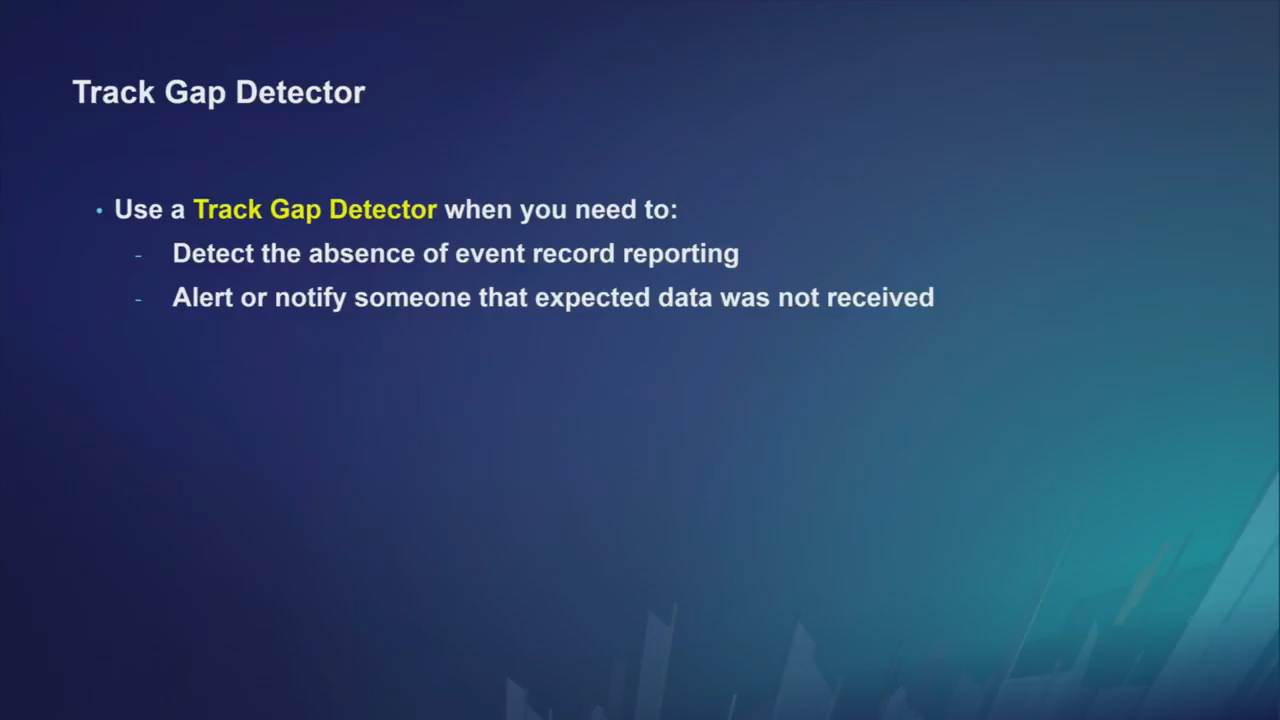 Track Gap Detector
• Use a Track Gap Detector when you need to:
- Detect the absence of event record reporting
- Alert or notify someone that expected data was not received